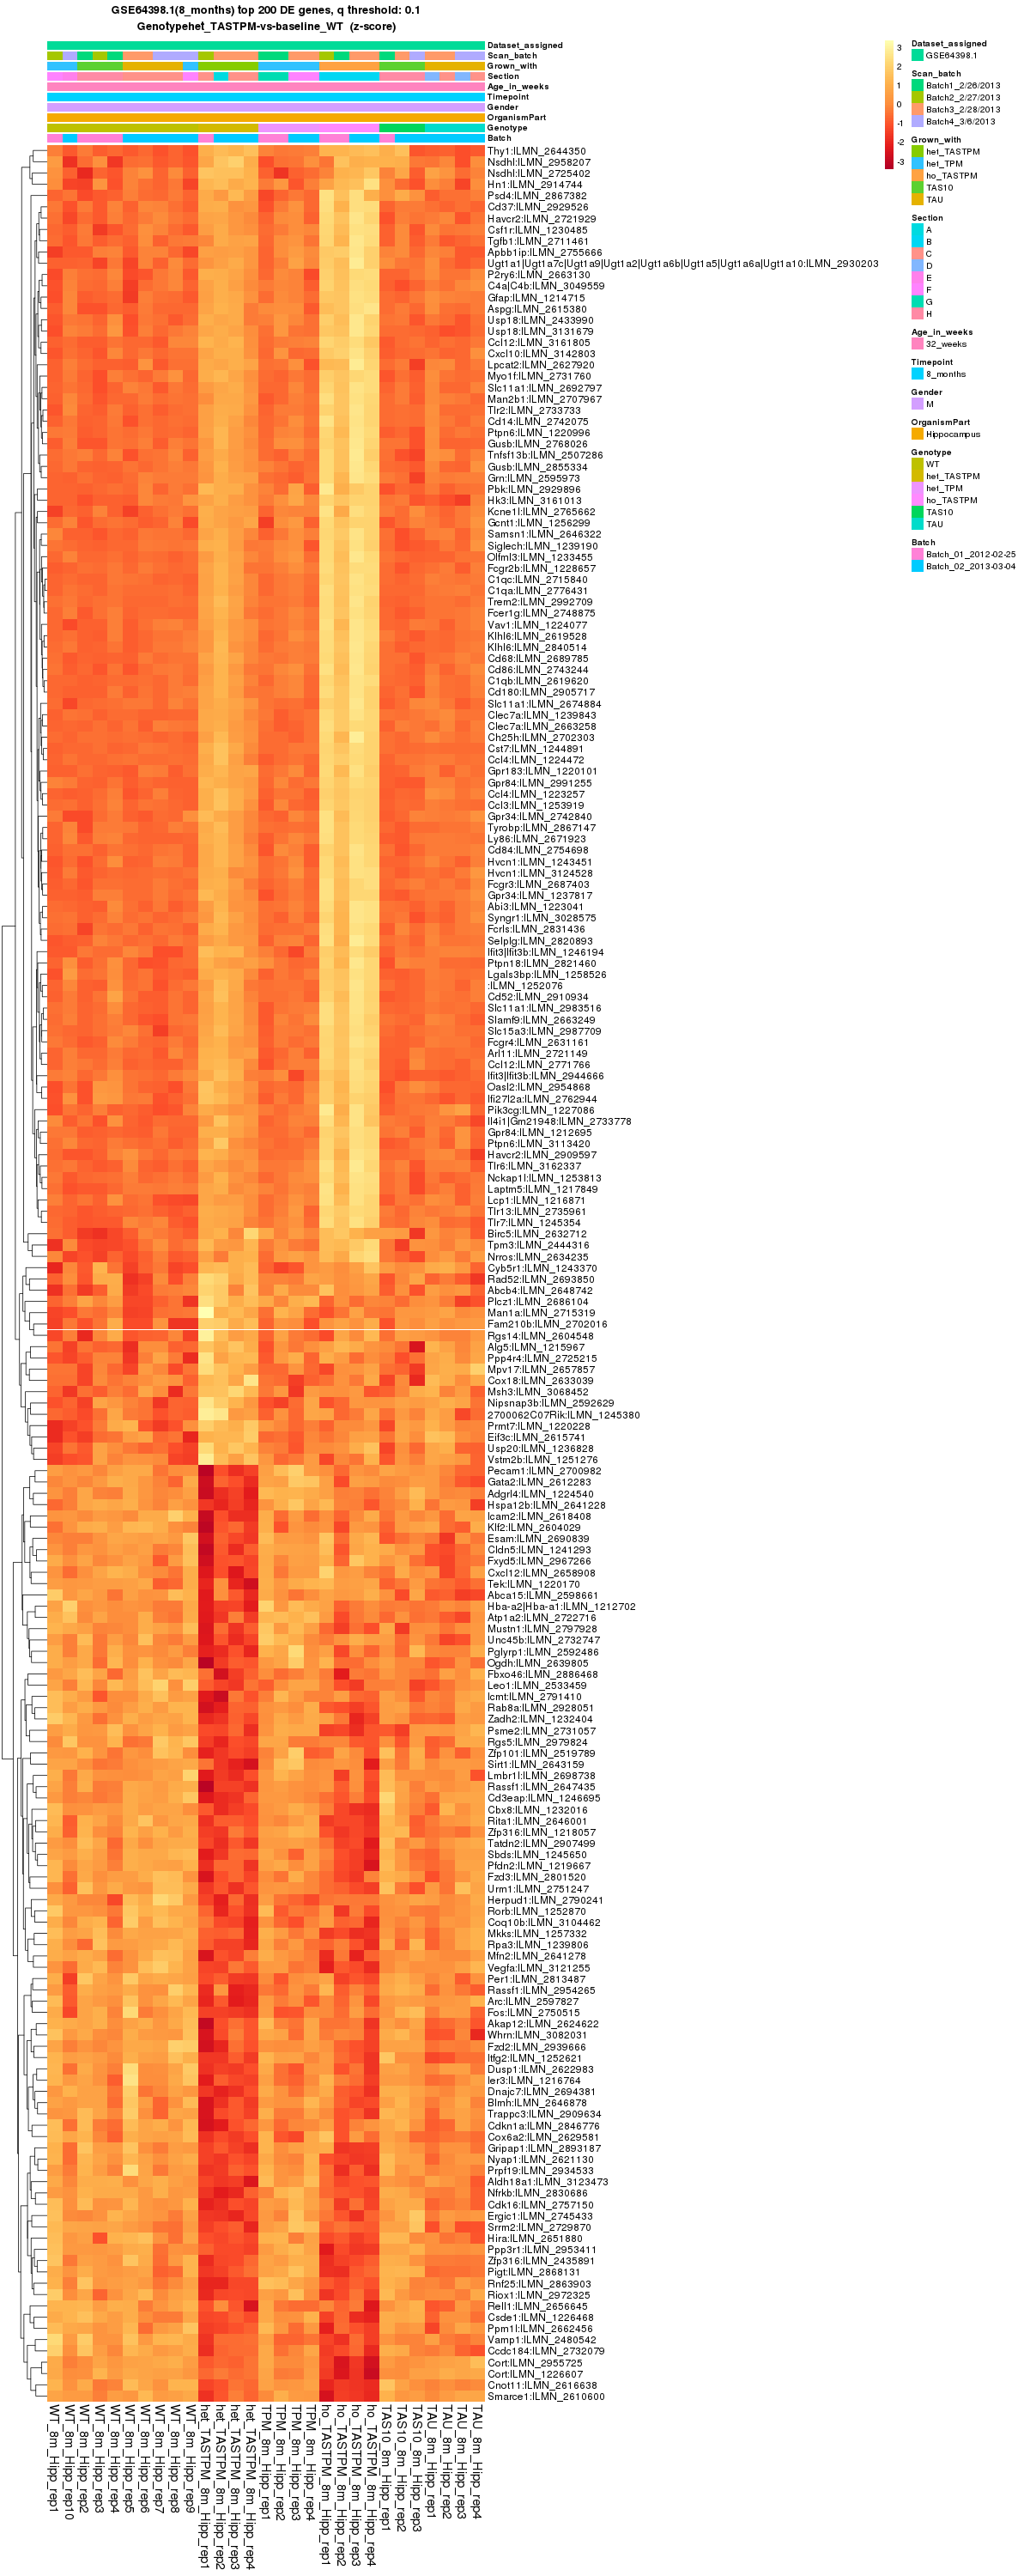 GSE64398.1(8_months) top 200 DE genes, q threshold: 0.1
Genotypehet_TASTPM-vs-baseline_WT (z-score)
Dataset_assigned
Scan_batch
Grown_with
Section
Age_in_weeks
Timepoint
Gender
OrganismPart
Genotype
Batch
Thy1:ILMN_2644350
Nsdhl:ILMN_2958207
Nsdhl:ILMN_2725402
Hn1:ILMN_2914744
Psd4:ILMN_2867382
Cd37:ILMN_2929526
Havcr2:ILMN_2721929
Csf1r:ILMN_1230485
Tgfb1:ILMN_2711461
Apbb1ip:ILMN_2755666
Ugt1a1|Ugt1a7c|Ugt1a9|Ugt1a2|Ugt1a6b|Ugt1a5|Ugt1a6a|Ugt1a10:ILMN_2930203
P2ry6:ILMN_2663130
C4a|C4b:ILMN_3049559
Gfap:ILMN_1214715
Aspg:ILMN_2615380
Usp18:ILMN_2433990
Usp18:ILMN_3131679
Ccl12:ILMN_3161805
Cxcl10:ILMN_3142803
Lpcat2:ILMN_2627920
Myo1f:ILMN_2731760
Slc11a1:ILMN_2692797
Man2b1:ILMN_2707967
Tlr2:ILMN_2733733
Cd14:ILMN_2742075
Ptpn6:ILMN_1220996
Gusb:ILMN_2768026
Tnfsf13b:ILMN_2507286
Gusb:ILMN_2855334
Grn:ILMN_2595973
Pbk:ILMN_2929896
Hk3:ILMN_3161013
Kcne1l:ILMN_2765662
Gcnt1:ILMN_1256299
Samsn1:ILMN_2646322
Siglech:ILMN_1239190
Olfml3:ILMN_1233455
Fcgr2b:ILMN_1228657
C1qc:ILMN_2715840
C1qa:ILMN_2776431
Trem2:ILMN_2992709
Fcer1g:ILMN_2748875
Vav1:ILMN_1224077
Klhl6:ILMN_2619528
Klhl6:ILMN_2840514
Cd68:ILMN_2689785
Cd86:ILMN_2743244
C1qb:ILMN_2619620
Cd180:ILMN_2905717
Slc11a1:ILMN_2674884
Clec7a:ILMN_1239843
Clec7a:ILMN_2663258
Ch25h:ILMN_2702303
Cst7:ILMN_1244891
Ccl4:ILMN_1224472
Gpr183:ILMN_1220101
Gpr84:ILMN_2991255
Ccl4:ILMN_1223257
Ccl3:ILMN_1253919
Gpr34:ILMN_2742840
Tyrobp:ILMN_2867147
Ly86:ILMN_2671923
Cd84:ILMN_2754698
Hvcn1:ILMN_1243451
Hvcn1:ILMN_3124528
Fcgr3:ILMN_2687403
Gpr34:ILMN_1237817
Abi3:ILMN_1223041
Syngr1:ILMN_3028575
Fcrls:ILMN_2831436
Selplg:ILMN_2820893
Ifit3|Ifit3b:ILMN_1246194
Ptpn18:ILMN_2821460
Lgals3bp:ILMN_1258526
:ILMN_1252076
Cd52:ILMN_2910934
Slc11a1:ILMN_2983516
Slamf9:ILMN_2663249
Slc15a3:ILMN_2987709
Fcgr4:ILMN_2631161
Arl11:ILMN_2721149
Ccl12:ILMN_2771766
Ifit3|Ifit3b:ILMN_2944666
Oasl2:ILMN_2954868
Ifi27l2a:ILMN_2762944
Pik3cg:ILMN_1227086
Il4i1|Gm21948:ILMN_2733778
Gpr84:ILMN_1212695
Ptpn6:ILMN_3113420
Havcr2:ILMN_2909597
Tlr6:ILMN_3162337
Nckap1l:ILMN_1253813
Laptm5:ILMN_1217849
Lcp1:ILMN_1216871
Tlr13:ILMN_2735961
Tlr7:ILMN_1245354
Birc5:ILMN_2632712
Tpm3:ILMN_2444316
Nrros:ILMN_2634235
Cyb5r1:ILMN_1243370
Rad52:ILMN_2693850
Abcb4:ILMN_2648742
Plcz1:ILMN_2686104
Man1a:ILMN_2715319
Fam210b:ILMN_2702016
Rgs14:ILMN_2604548
Alg5:ILMN_1215967
Ppp4r4:ILMN_2725215
Mpv17:ILMN_2657857
Cox18:ILMN_2633039
Msh3:ILMN_3068452
Nipsnap3b:ILMN_2592629
2700062C07Rik:ILMN_1245380
Prmt7:ILMN_1220228
Eif3c:ILMN_2615741
Usp20:ILMN_1236828
Vstm2b:ILMN_1251276
Pecam1:ILMN_2700982
Gata2:ILMN_2612283
Adgrl4:ILMN_1224540
Hspa12b:ILMN_2641228
Icam2:ILMN_2618408
Klf2:ILMN_2604029
Esam:ILMN_2690839
Cldn5:ILMN_1241293
Fxyd5:ILMN_2967266
Cxcl12:ILMN_2658908
Tek:ILMN_1220170
Abca15:ILMN_2598661
Hba-a2|Hba-a1:ILMN_1212702
Atp1a2:ILMN_2722716
Mustn1:ILMN_2797928
Unc45b:ILMN_2732747
Pglyrp1:ILMN_2592486
Ogdh:ILMN_2639805
Fbxo46:ILMN_2886468
Leo1:ILMN_2533459
Icmt:ILMN_2791410
Rab8a:ILMN_2928051
Zadh2:ILMN_1232404
Psme2:ILMN_2731057
Rgs5:ILMN_2979824
Zfp101:ILMN_2519789
Sirt1:ILMN_2643159
Lmbr1l:ILMN_2698738
Rassf1:ILMN_2647435
Cd3eap:ILMN_1246695
Cbx8:ILMN_1232016
Rita1:ILMN_2646001
Zfp316:ILMN_1218057
Tatdn2:ILMN_2907499
Sbds:ILMN_1245650
Pfdn2:ILMN_1219667
Fzd3:ILMN_2801520
Urm1:ILMN_2751247
Herpud1:ILMN_2790241
Rorb:ILMN_1252870
Coq10b:ILMN_3104462
Mkks:ILMN_1257332
Rpa3:ILMN_1239806
Mfn2:ILMN_2641278
Vegfa:ILMN_3121255
Per1:ILMN_2813487
Rassf1:ILMN_2954265
Arc:ILMN_2597827
Fos:ILMN_2750515
Akap12:ILMN_2624622
Whrn:ILMN_3082031
Fzd2:ILMN_2939666
Itfg2:ILMN_1252621
Dusp1:ILMN_2622983
Ier3:ILMN_1216764
Dnajc7:ILMN_2694381
Blmh:ILMN_2646878
Trappc3:ILMN_2909634
Cdkn1a:ILMN_2846776
Cox6a2:ILMN_2629581
Gripap1:ILMN_2893187
Nyap1:ILMN_2621130
Prpf19:ILMN_2934533
Aldh18a1:ILMN_3123473
Nfrkb:ILMN_2830686
Cdk16:ILMN_2757150
Ergic1:ILMN_2745433
Srrm2:ILMN_2729870
Hira:ILMN_2651880
Ppp3r1:ILMN_2953411
Zfp316:ILMN_2435891
Pigt:ILMN_2868131
Rnf25:ILMN_2863903
Riox1:ILMN_2972325
Rell1:ILMN_2656645
Csde1:ILMN_1226468
Ppm1l:ILMN_2662456
Vamp1:ILMN_2480542
Ccdc184:ILMN_2732079
Cort:ILMN_2955725
Cort:ILMN_1226607
Cnot11:ILMN_2616638
Smarce1:ILMN_2610600
WT_8m_Hipp_rep1
WT_8m_Hipp_rep10
WT_8m_Hipp_rep2
WT_8m_Hipp_rep3
WT_8m_Hipp_rep4
WT_8m_Hipp_rep5
WT_8m_Hipp_rep6
WT_8m_Hipp_rep7
WT_8m_Hipp_rep8
WT_8m_Hipp_rep9
het_TASTPM_8m_Hipp_rep1
het_TASTPM_8m_Hipp_rep2
het_TASTPM_8m_Hipp_rep3
het_TASTPM_8m_Hipp_rep4
TPM_8m_Hipp_rep1
TPM_8m_Hipp_rep2
TPM_8m_Hipp_rep3
TPM_8m_Hipp_rep4
ho_TASTPM_8m_Hipp_rep1
ho_TASTPM_8m_Hipp_rep2
ho_TASTPM_8m_Hipp_rep3
ho_TASTPM_8m_Hipp_rep4
TAS10_8m_Hipp_rep1
TAS10_8m_Hipp_rep2
TAS10_8m_Hipp_rep3
TAU_8m_Hipp_rep1
TAU_8m_Hipp_rep2
TAU_8m_Hipp_rep3
TAU_8m_Hipp_rep4
3
2
1
0
-1
-2
-3
Dataset_assigned
GSE64398.1
Scan_batch
Batch1_2/26/2013
Batch2_2/27/2013
Batch3_2/28/2013
Batch4_3/6/2013
Grown_with
het_TASTPM
het_TPM
ho_TASTPM
TAS10
TAU
Section
A
B
C
D
E
F
G
H
Age_in_weeks
32_weeks
Timepoint
8_months
Gender
M
OrganismPart
Hippocampus
Genotype
WT
het_TASTPM
het_TPM
ho_TASTPM
TAS10
TAU
Batch
Batch_01_2012-02-25
Batch_02_2013-03-04